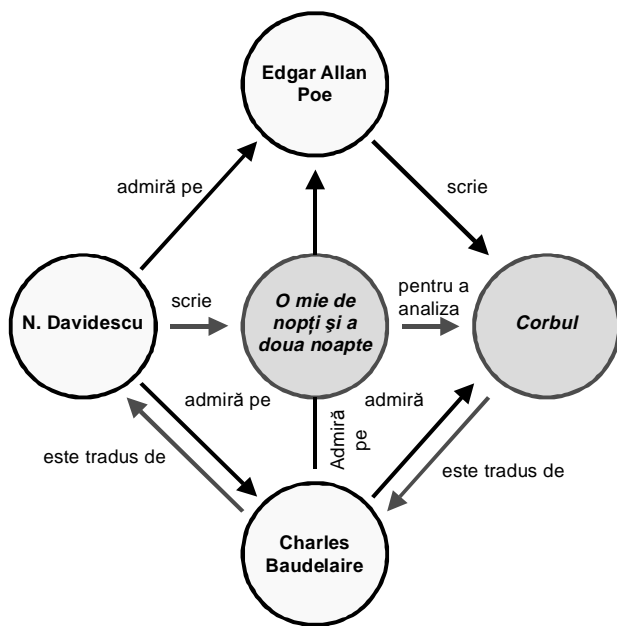 Edgar Allan
Poe
admiră pe
scrie
N. Davidescu
scrie
O mie de
nopți şi a
doua noapte
pentru a
analiza
Corbul
admiră pe
Admiră
pe
admiră
este tradus de
este tradus de
Charles
Baudelaire